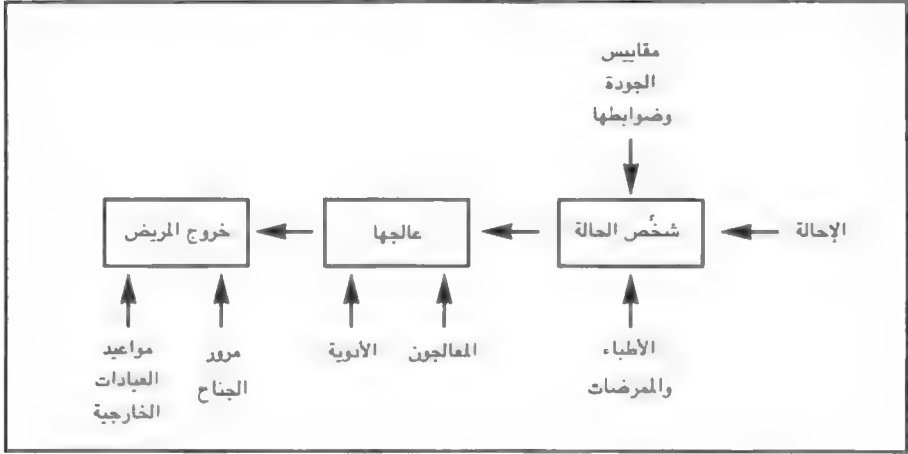 مقاييس
الجودة
وضوابطها
الإحالة
شخَّص الحالة
عالجها
خروج المريض
الأطباء
والممرضات
المعالجون
الأدوية
مرور
الجناح
مواعيد
العيادات
الخارجية